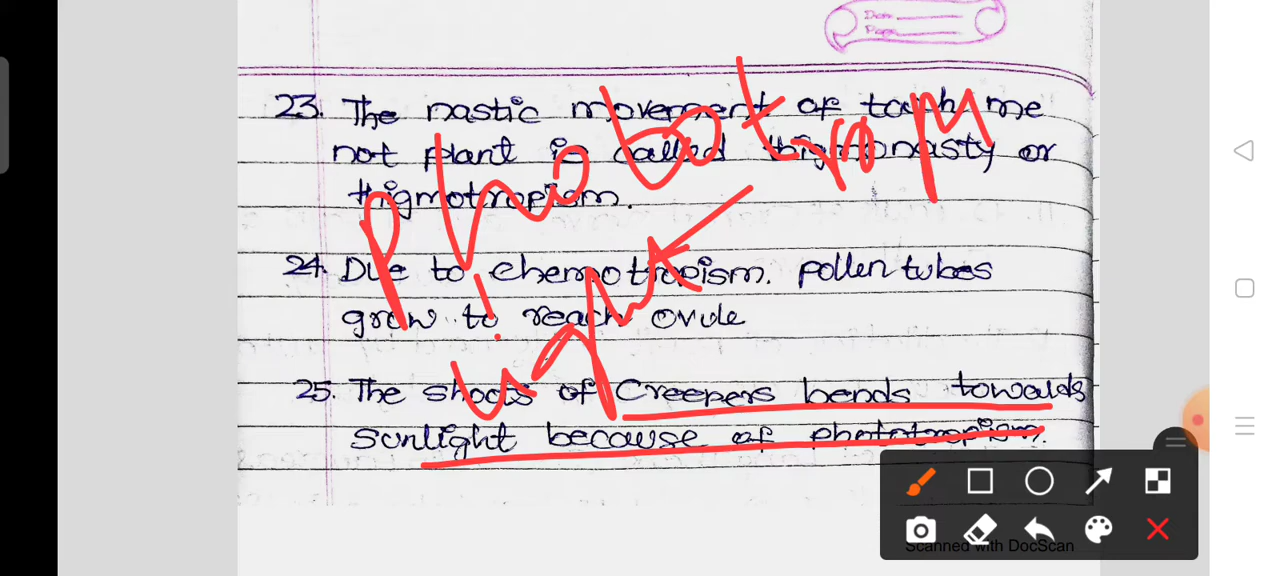 23. The nastic movement of touch me
not plant is called thigmonasty or
thigmotropism.
24. Due to chemotropism. pollen tubes
grow to reach ovule
25. The shoots of Creepers bends towards
Sunlight because of phototropism.
Scanned with DocScan